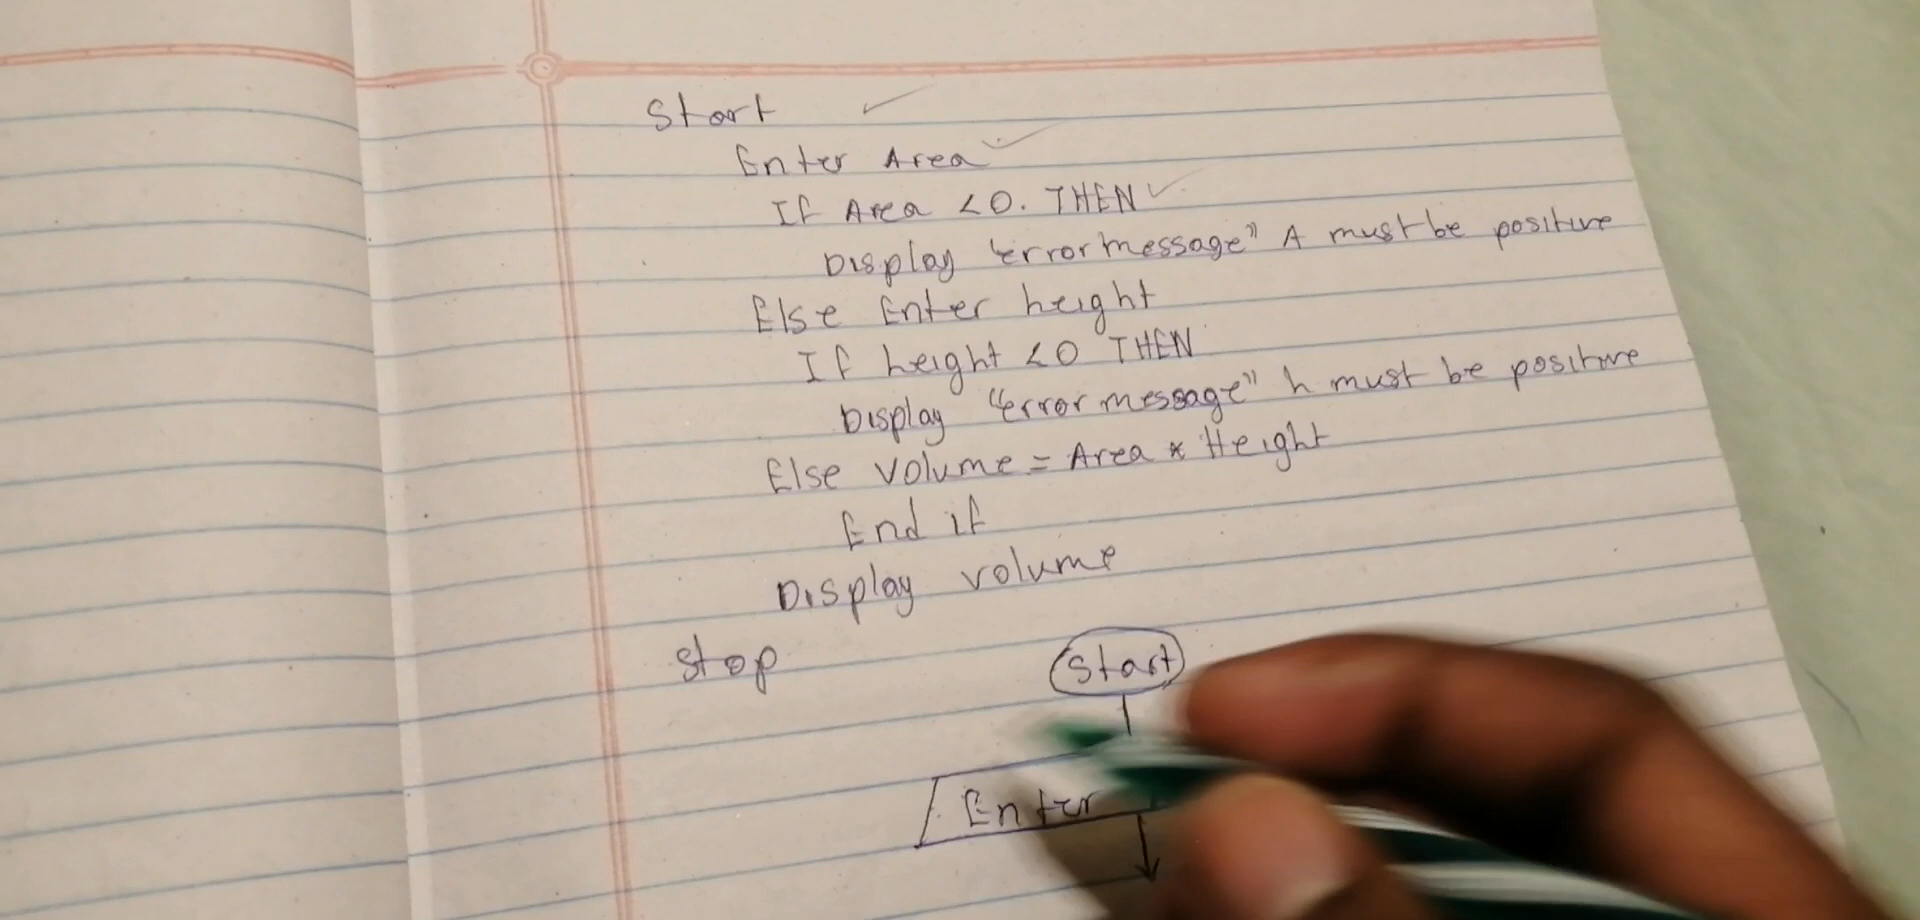 Start
Enter Area
If Area <0. THEN
Display "error message" A must be positive
Else Enter height
If height <0 THEN
Display "error message" h must be positive
Else volume = Area * Height
End if
Display volume
Stop
Start
Enter